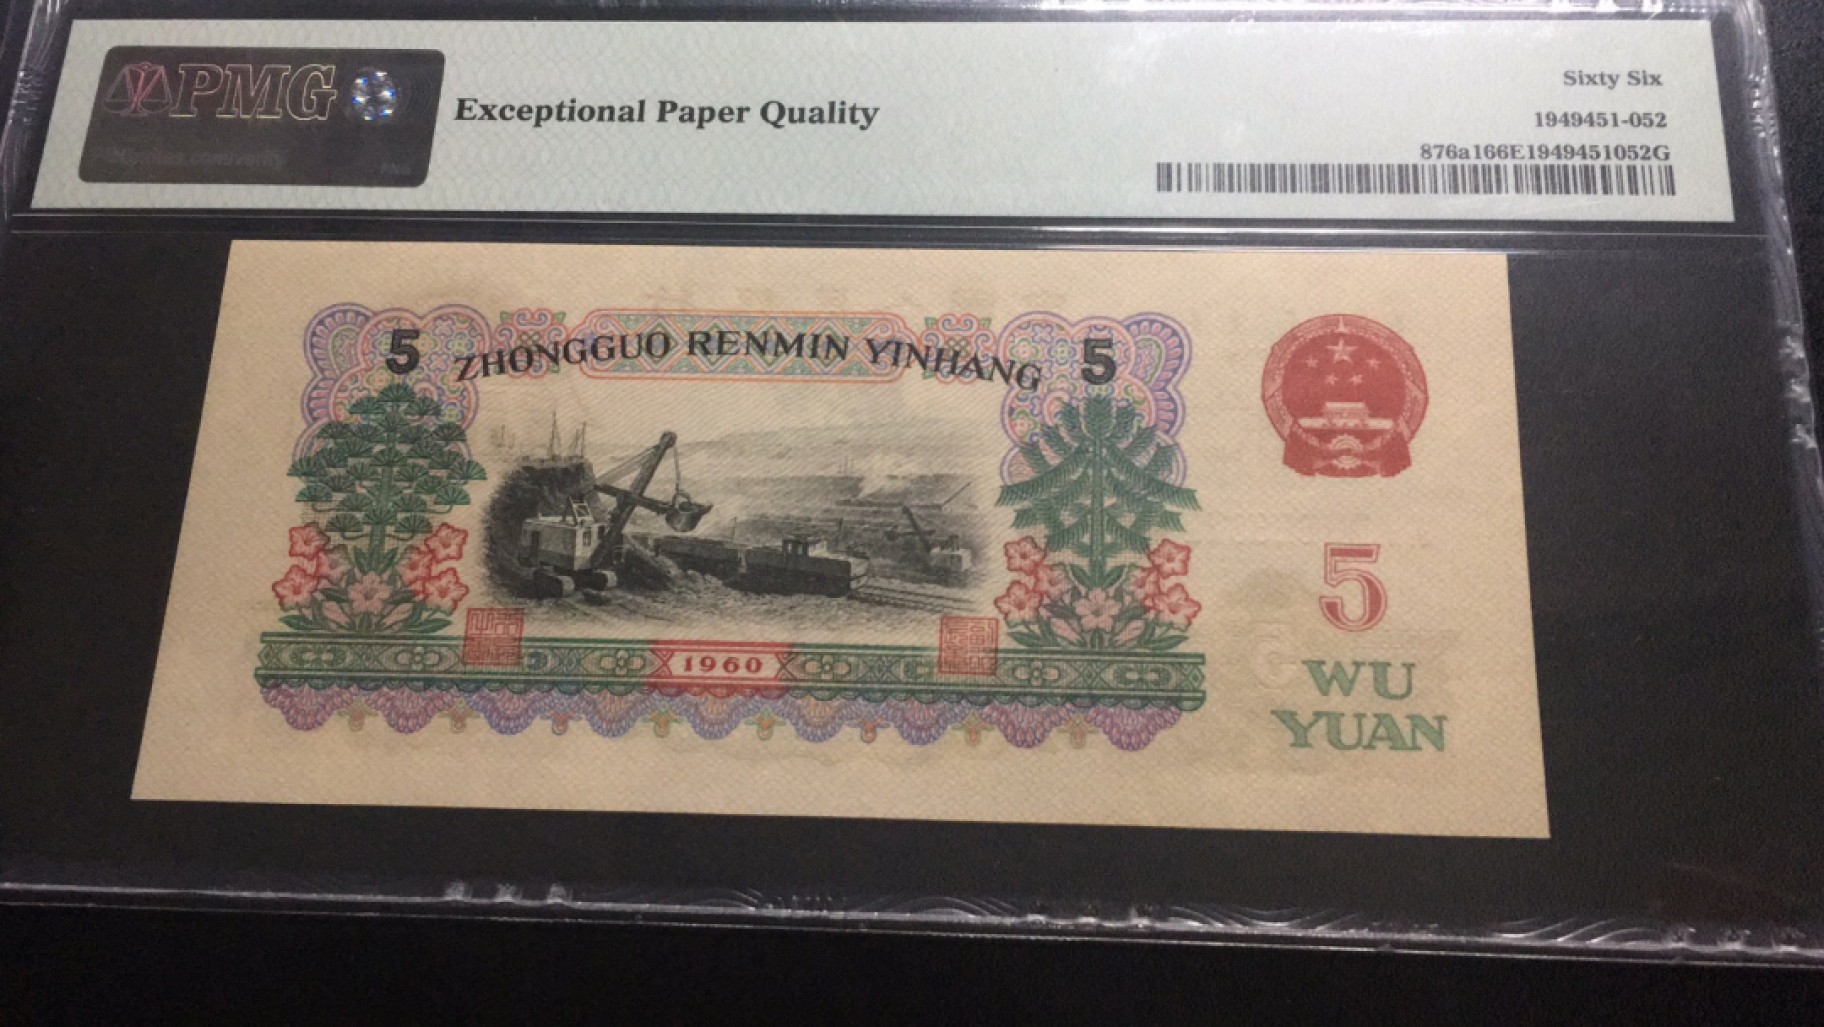 PMG
Exceptional Paper Quality
Sixty Six
1949451-052
876a166E1949451052G
5 ZHONGGUO RENMIN YINHANG 5
5
1960
WU
YUAN